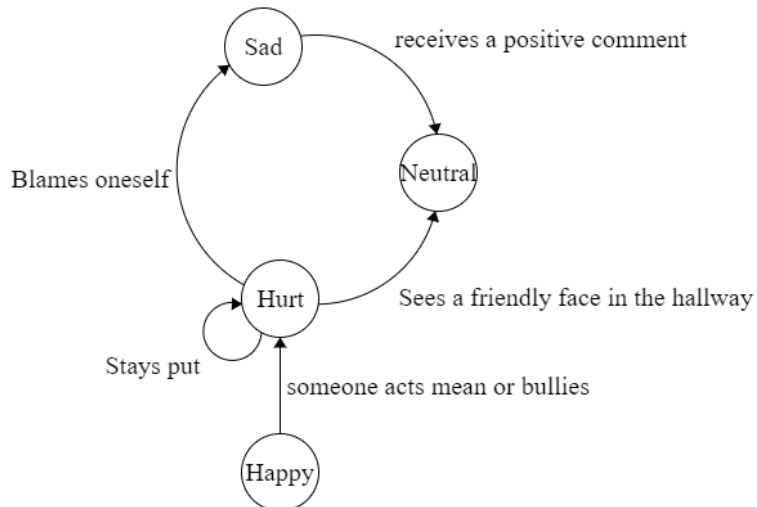 Sad
receives a positive comment
Neutral
Blames oneself
Hurt
Sees a friendly face in the hallway
Stays put
someone acts mean or bullies
Happy